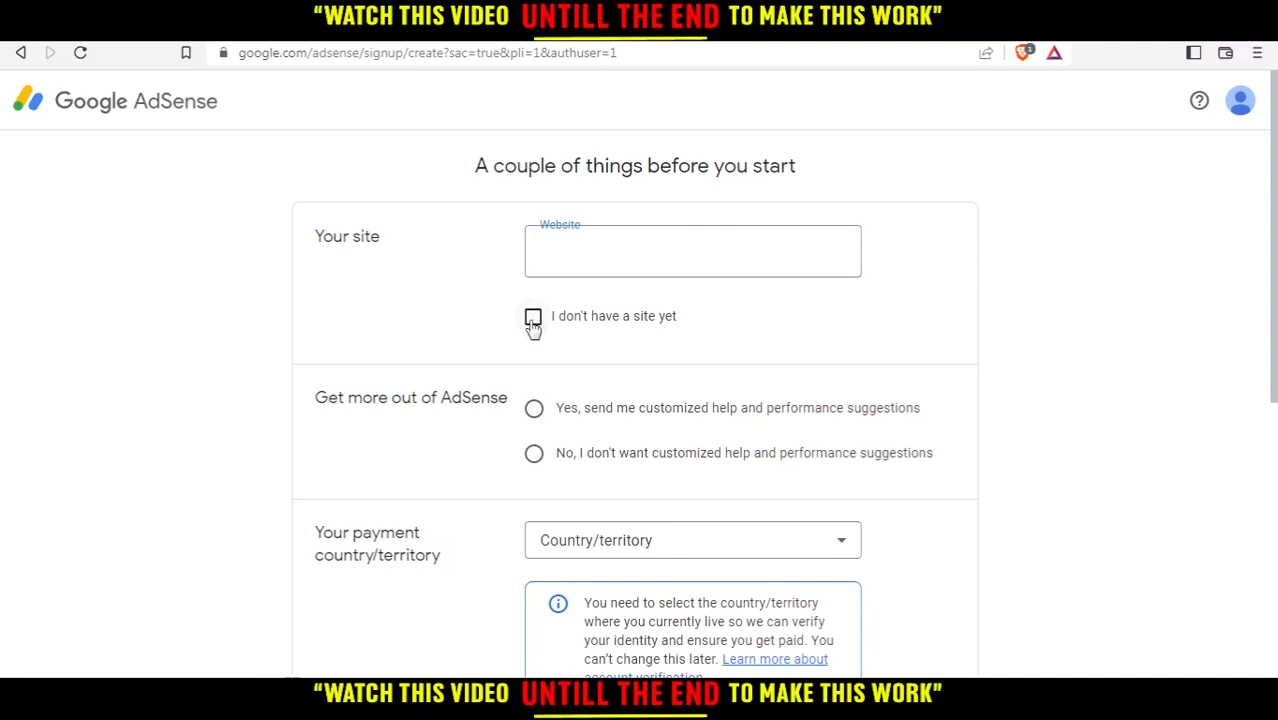 "WATCH THIS VIDEO UNTILL THE END TO MAKE THIS WORK"
google.com/adsense/signup/create?sac=true&pli=1&authuser=1
1
Google AdSense
A couple of things before you start
Your site
Website
I don't have a site yet
Get more out of AdSense
Yes, send me customized help and performance suggestions
No, I don't want customized help and performance suggestions
Your payment
country/territory
Country/territory
You need to select the country/territory
where you currently live so we can verify
your identity and ensure you get paid. You
can't change this later. Learn more about
account verification
"WATCH THIS VIDEO UNTILL THE END TO MAKE THIS WORK"